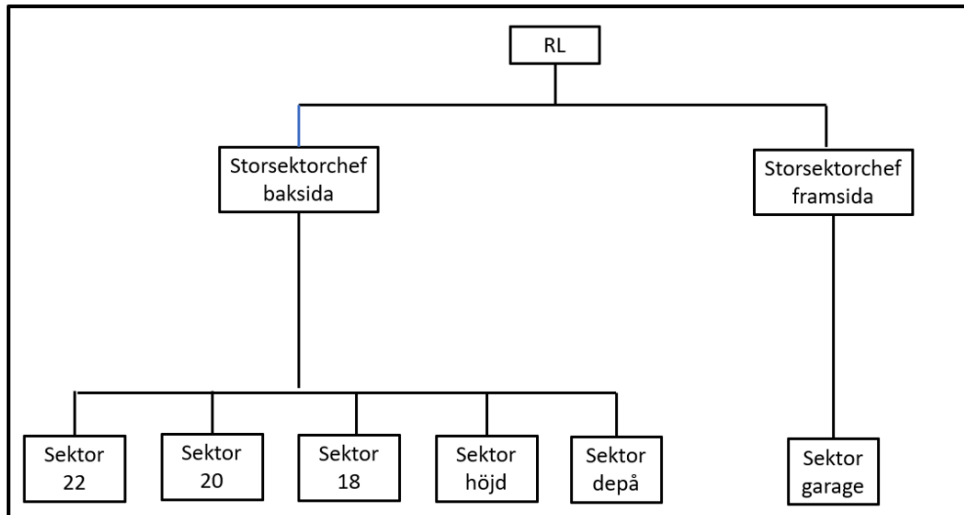 RL
Storsektorchef
baksida
Storsektorchef
framsida
Sektor
22
Sektor
20
Sektor
18
Sektor
höjd
Sektor
depå
Sektor
garage